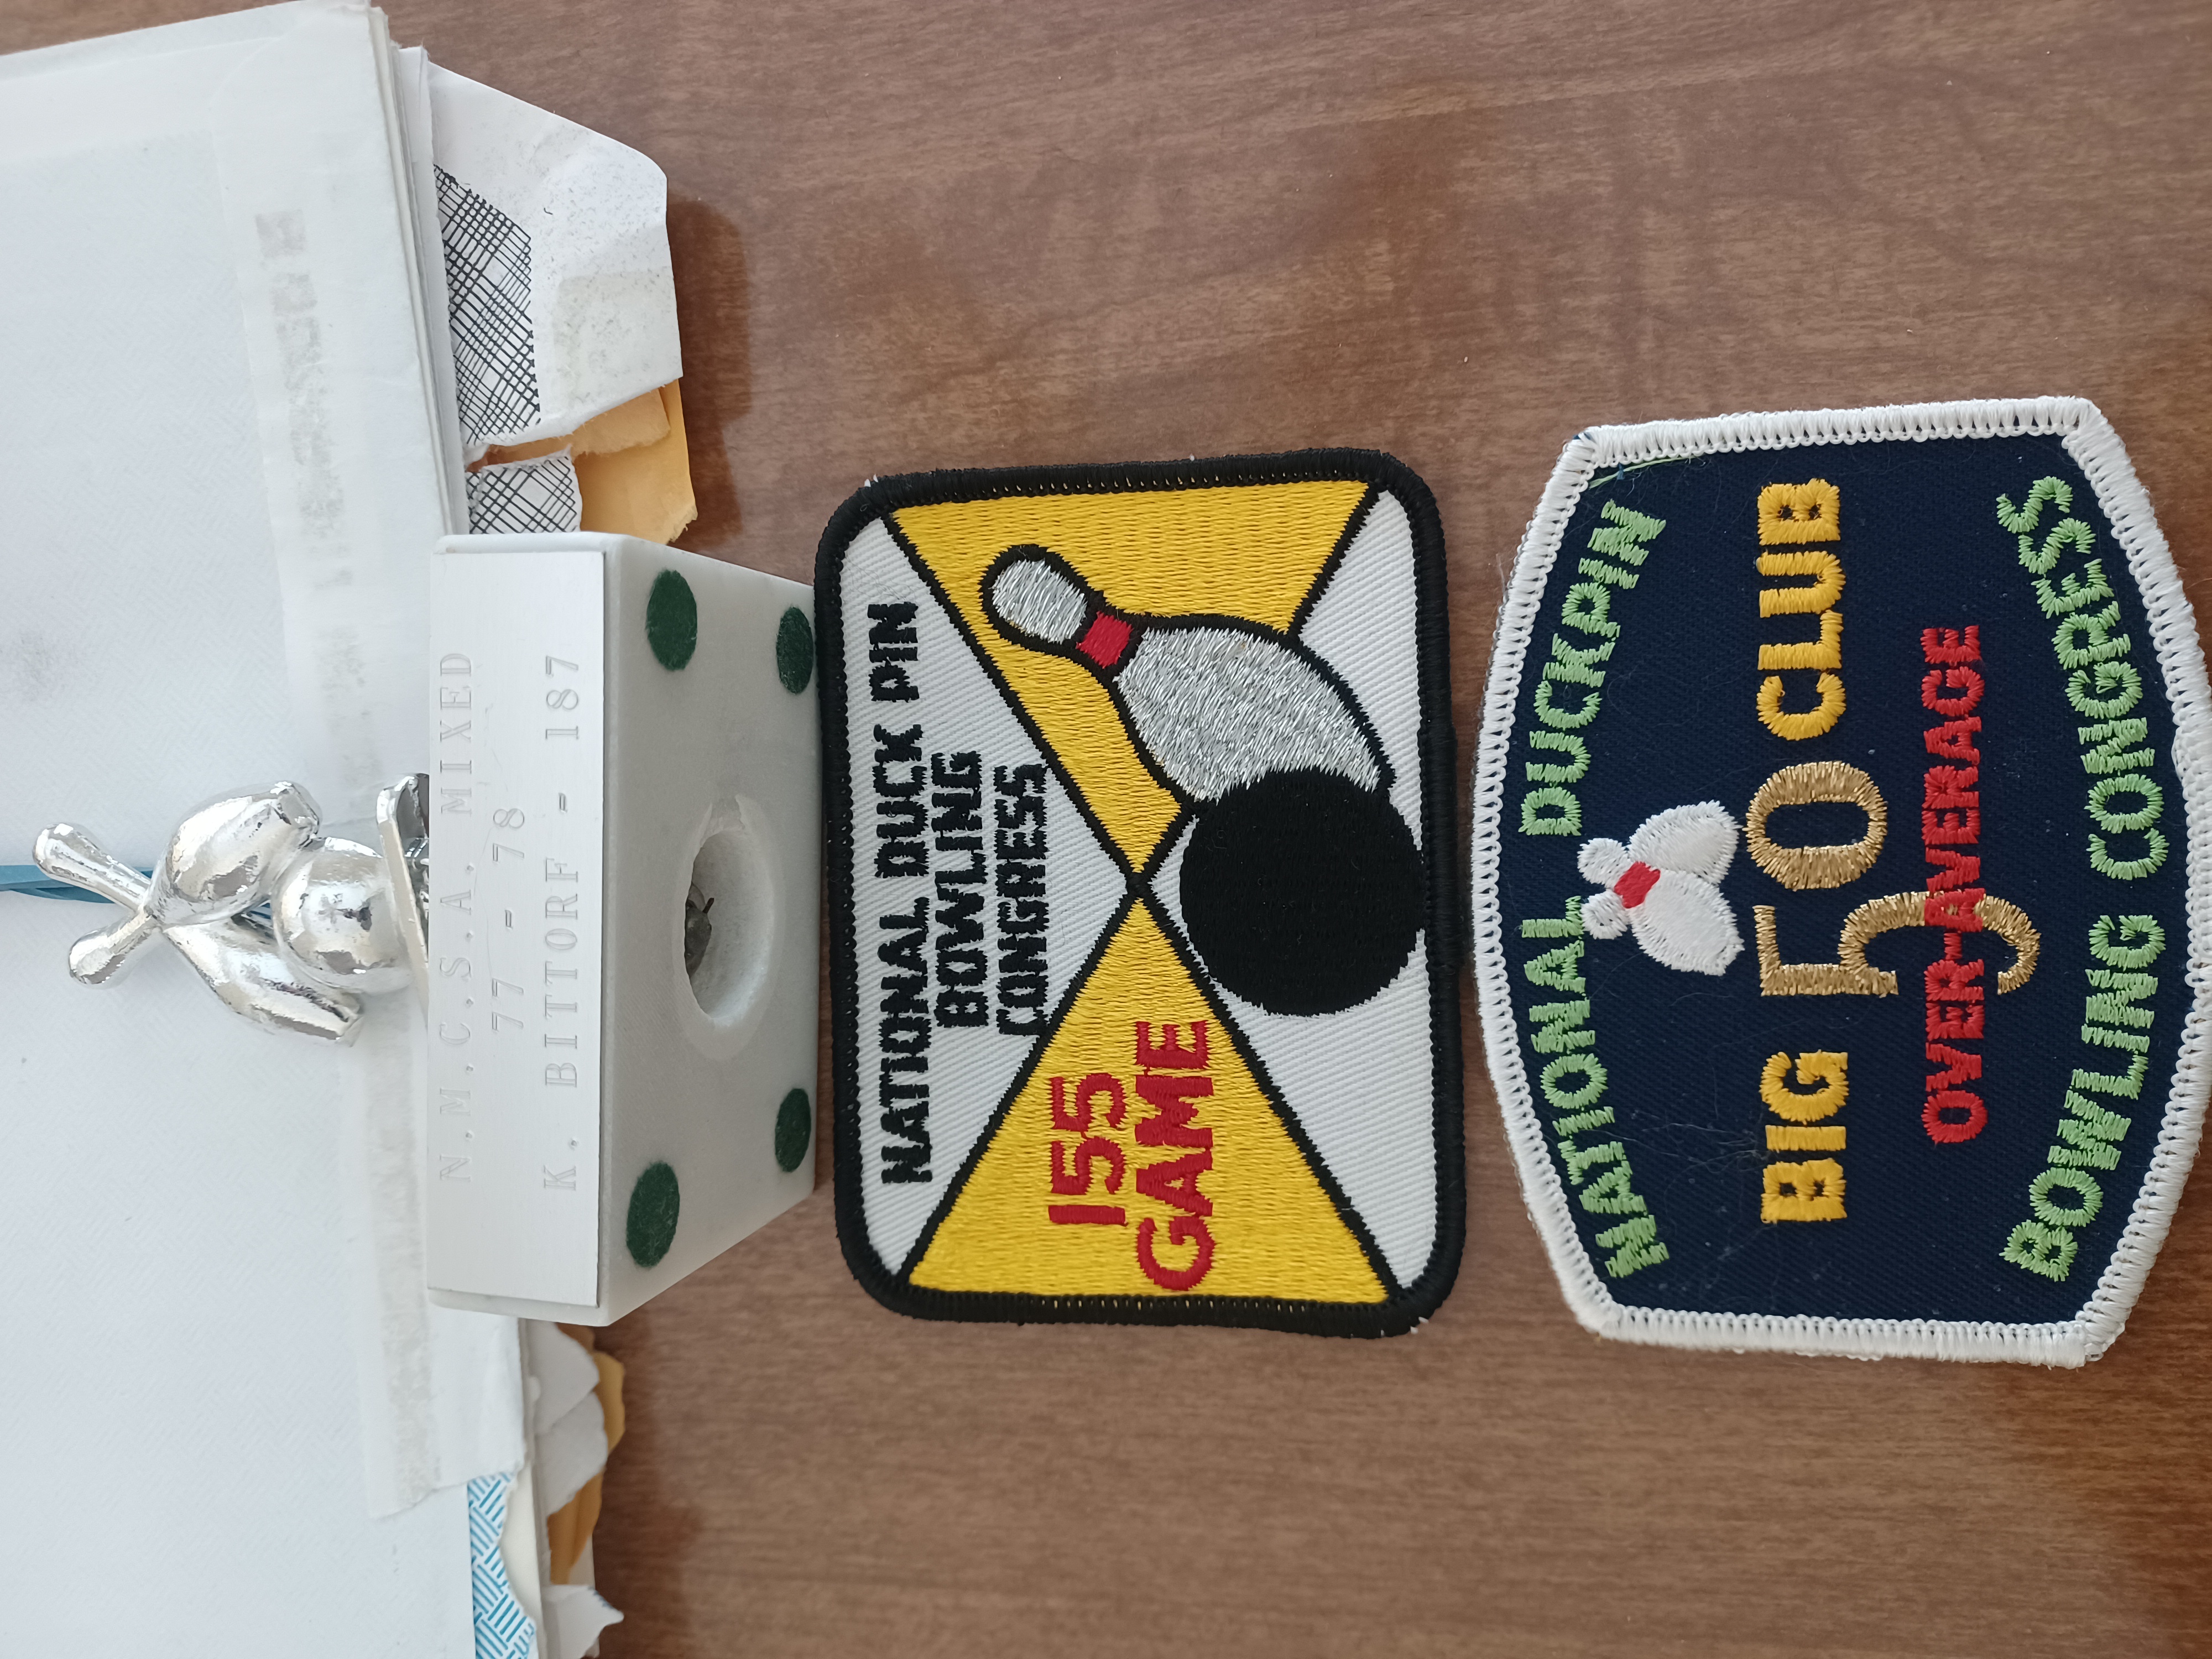 N.M.C.S.A. MIXED
77 - 78
K. BITTORF - 187
NATIONAL DUCK PIN
BOWLING
CONGRESS
155
GAME
NATIONAL DUCKPIN
BIG 50 CLUB
OVER-AVERAGE
BOWLING CONGRESS